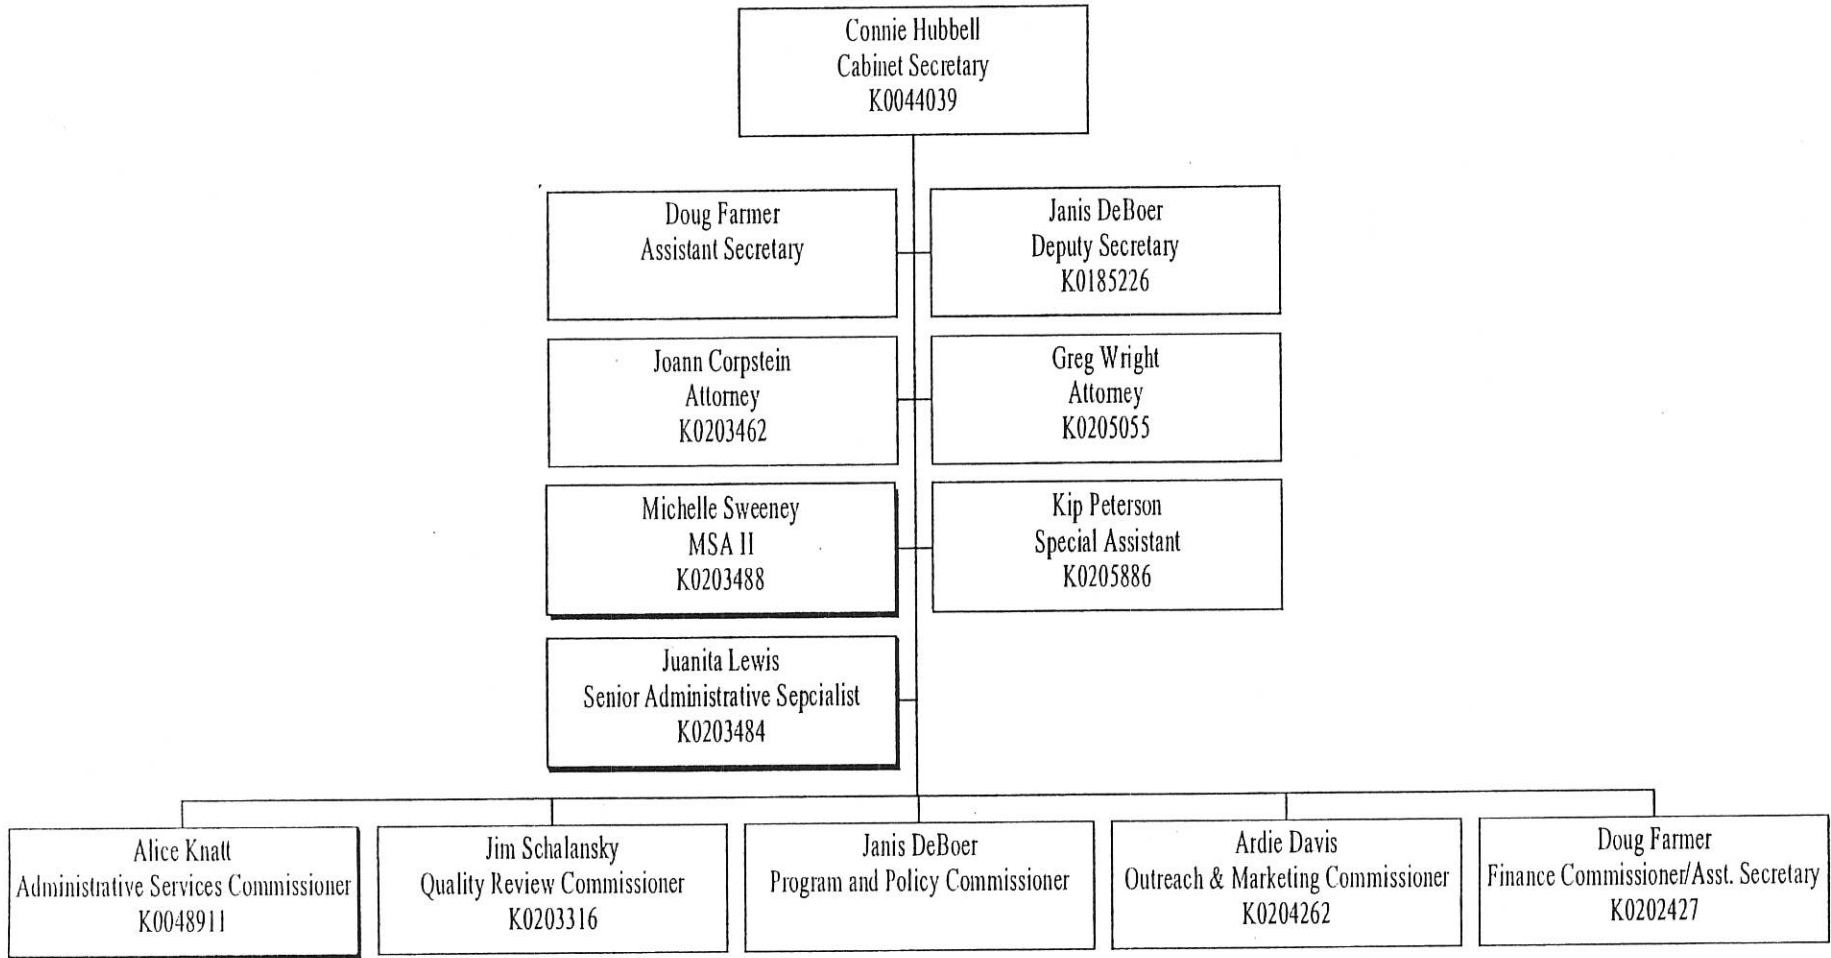 Connie Hubbell
Cabinet Secretary
K0044039
Doug Farmer
Assistant Secretary
Janis DeBoer
Deputy Secretary
K0185226
Joann Corpstein
Attorney
K0203462
Greg Wright
Attorney
K0205055
Michelle Sweeney
MSA II
K0203488
Kip Peterson
Special Assistant
K0205886
Juanita Lewis
Senior Administrative Sepcialist
K0203484
Alice Knatt
Administrative Services Commissioner
K0048911
Jim Schalansky
Quality Review Commissioner
K0203316
Janis DeBoer
Program and Policy Commissioner
Ardie Davis
Outreach & Marketing Commissioner
K0204262
Doug Farmer
Finance Commissioner/Asst. Secretary
K0202427